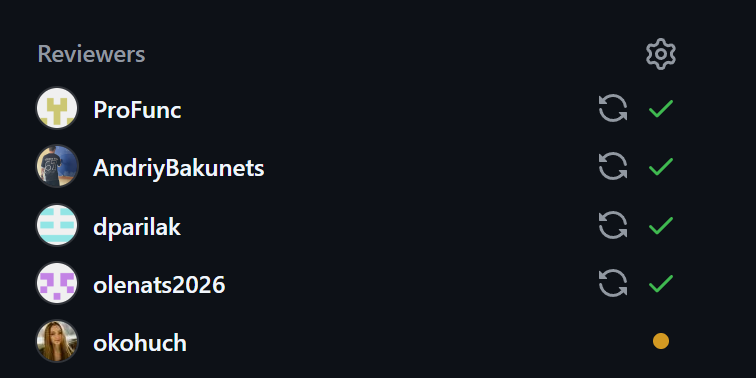 Reviewers
ProFunc
AndriyBakunets
dparilak
olenats2026
okohuch